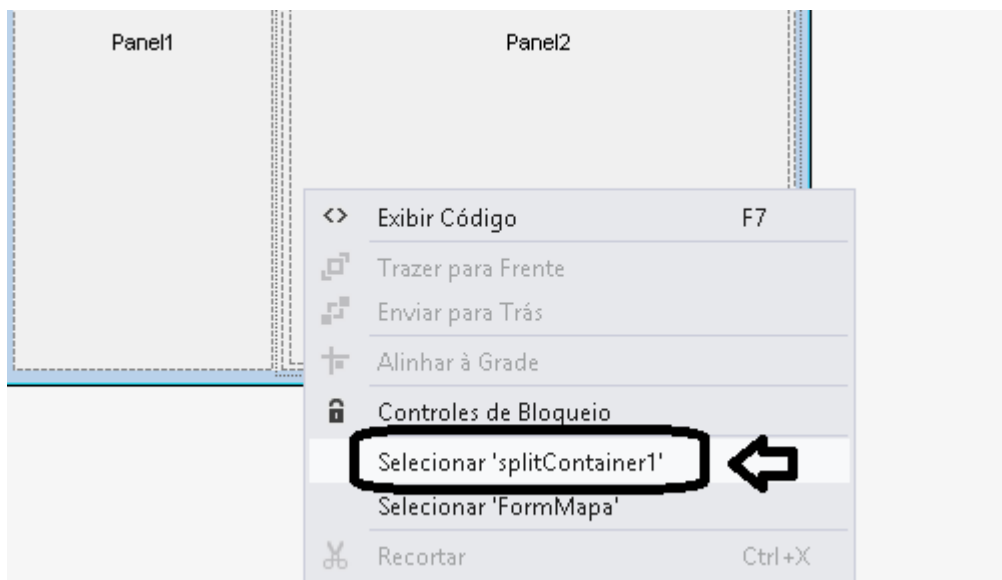 Panel1
Panel2
Exibir Código F7
Trazer para Frente
Enviar para Trás
Alinhar à Grade
Controles de Bloqueio
Selecionar 'splitContainer1'
Selecionar 'FormMapa'
Recortar Ctrl+X